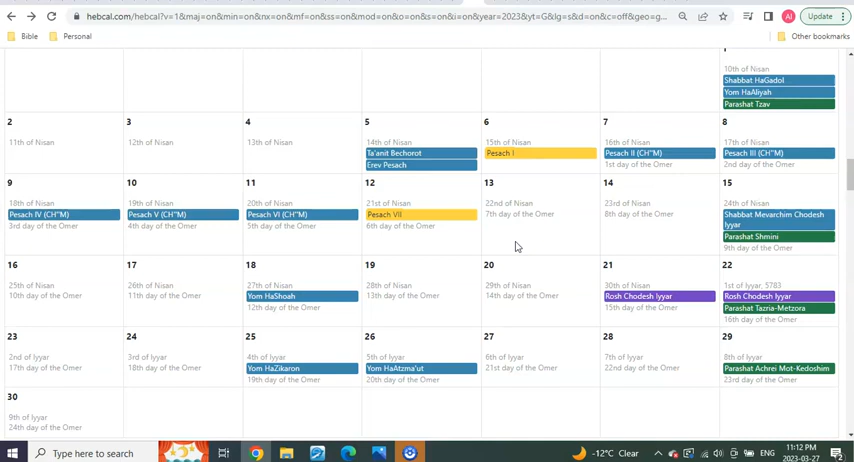 hebcal.com/hebcal?v=1&maj=on&min=on&nx=on&mf=on&ss=on&mod=on&o=on&s=on&i=on&year=2023&yt=G&lg=s&d=on&c=off&geo=g...
AI
Update
Bible
Personal
Other bookmarks
10th of Nisan
Shabbat HaGadol
Yom HaAliyah
Parashat Tzav
2
11th of Nisan
3
12th of Nisan
4
13th of Nisan
5
14th of Nisan
Ta'anit Bechorot
Erev Pesach
6
15th of Nisan
Pesach I
7
16th of Nisan
Pesach II (CH''M)
1st day of the Omer
8
17th of Nisan
Pesach III (CH''M)
2nd day of the Omer
9
18th of Nisan
Pesach IV (CH''M)
3rd day of the Omer
10
19th of Nisan
Pesach V (CH''M)
4th day of the Omer
11
20th of Nisan
Pesach VI (CH''M)
5th day of the Omer
12
21st of Nisan
Pesach VII
6th day of the Omer
13
22nd of Nisan
7th day of the Omer
14
23rd of Nisan
8th day of the Omer
15
24th of Nisan
Shabbat Mevarchim Chodesh
Iyyar
Parashat Shmini
9th day of the Omer
16
25th of Nisan
10th day of the Omer
17
26th of Nisan
11th day of the Omer
18
27th of Nisan
Yom HaShoah
12th day of the Omer
19
28th of Nisan
13th day of the Omer
20
29th of Nisan
14th day of the Omer
21
30th of Nisan
Rosh Chodesh Iyyar
15th day of the Omer
22
1st of Iyyar, 5783
Rosh Chodesh Iyyar
Parashat Tazria-Metzora
16th day of the Omer
23
2nd of Iyyar
17th day of the Omer
24
3rd of Iyyar
18th day of the Omer
25
4th of Iyyar
Yom HaZikaron
19th day of the Omer
26
5th of Iyyar
Yom HaAtzma'ut
20th day of the Omer
27
6th of Iyyar
21st day of the Omer
28
7th of Iyyar
22nd day of the Omer
29
8th of Iyyar
Parashat Achrei Mot-Kedoshim
23rd day of the Omer
30
9th of Iyyar
24th day of the Omer
Type here to search
-12°C Clear
ENG
11:12 PM
2023-03-27
2